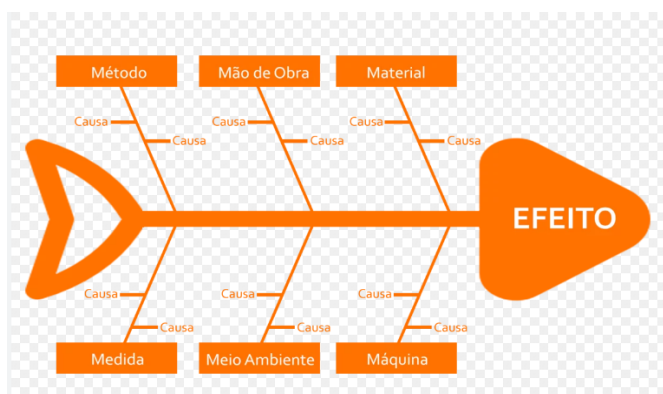 Método
Mão de Obra
Material
Causa
Causa
Causa
Causa
Causa
Causa
EFEITO
Causa
Causa
Causa
Causa
Causa
Causa
Medida
Meio Ambiente
Máquina